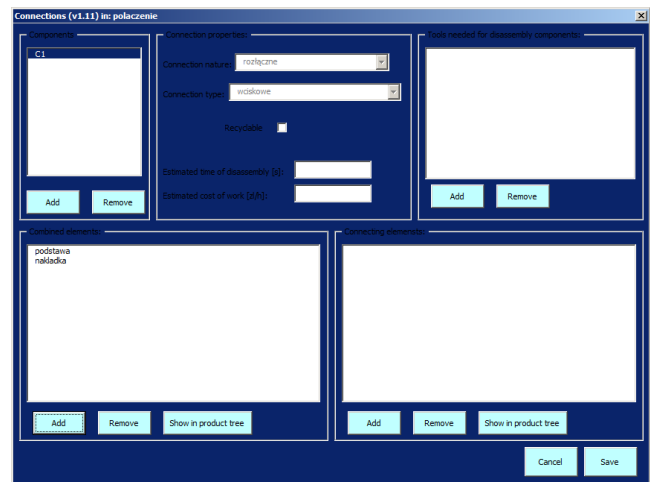 Connections (v1.11) in: polaczenie
Components:
C1
Add
Remove
Connection properties:
Connection nature:
rozłączne
Connection type:
wciskowe
Recyclable
Estimated time of deassembly [s]:
Estimated cost of work [zł/h]:
Tools needed for disassembly components:
Add
Remove
Combined elements:
podstawa
nakladka
Add
Remove
Show in product tree
Connecting elemensts:
Add
Remove
Show in product tree
Cancel
Save